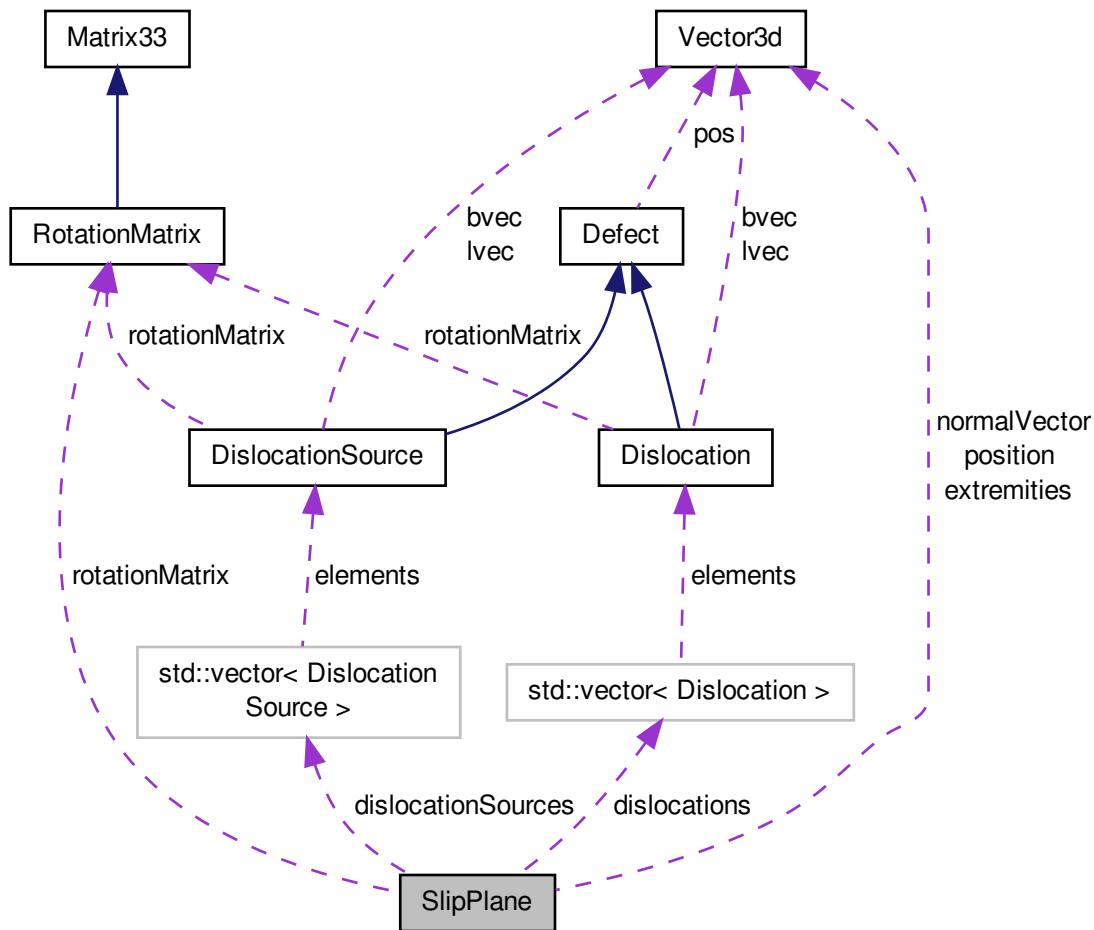 Matrix33
Vector3d
pos
RotationMatrix
bvec
lvec
Defect
bvec
lvec
rotationMatrix
rotationMatrix
normalVector
position
extremities
DislocationSource
Dislocation
rotationMatrix
elements
elements
std::vector< Dislocation
Source >
std::vector< Dislocation >
dislocationSources
dislocations
SlipPlane